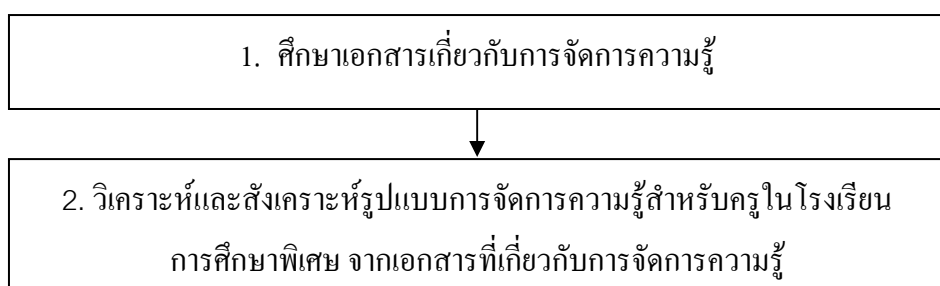 1. ศึกษาเอกสารเกี่ยวกับการจัดการความรู้
2. วิเคราะห์และสังเคราะห์รูปแบบการจัดการความรู้สำหรับครูในโรงเรียน
การศึกษาพิเศษ จากเอกสารที่เกี่ยวกับการจัดการความรู้